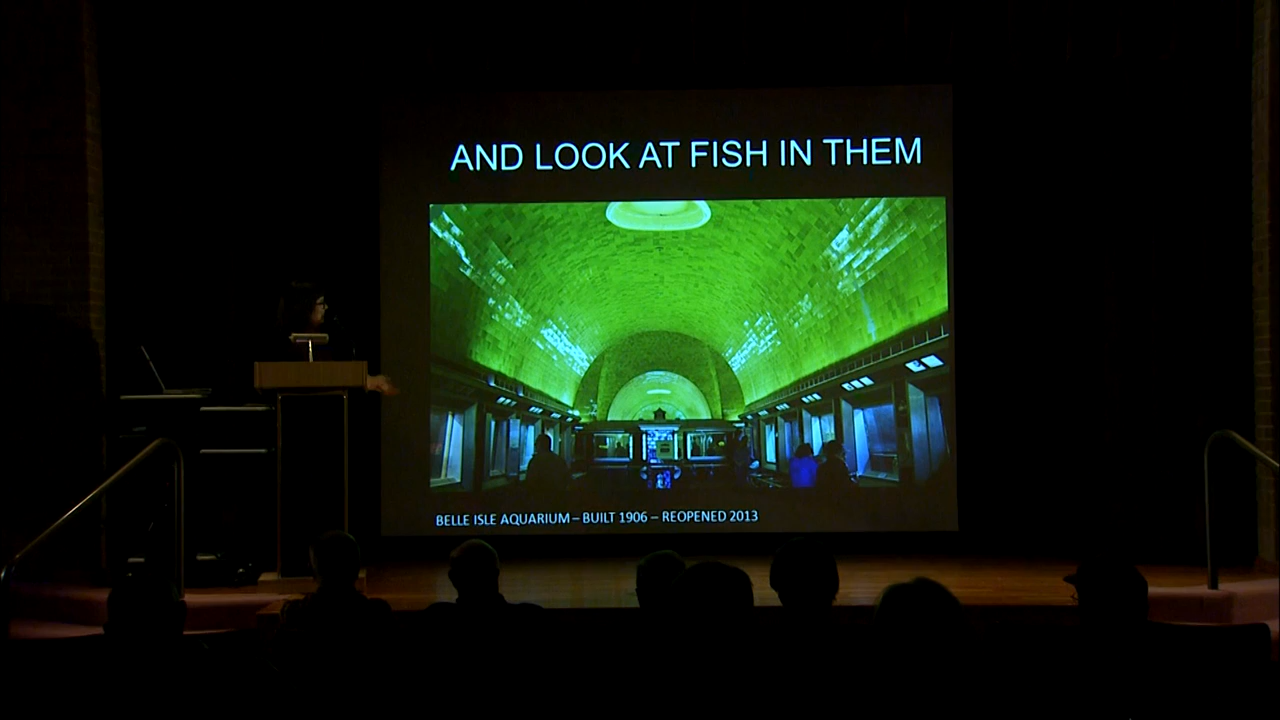 AND LOOK AT FISH IN THEM
BELLE ISLE AQUARIUM – BUILT 1906 – REOPENED 2013